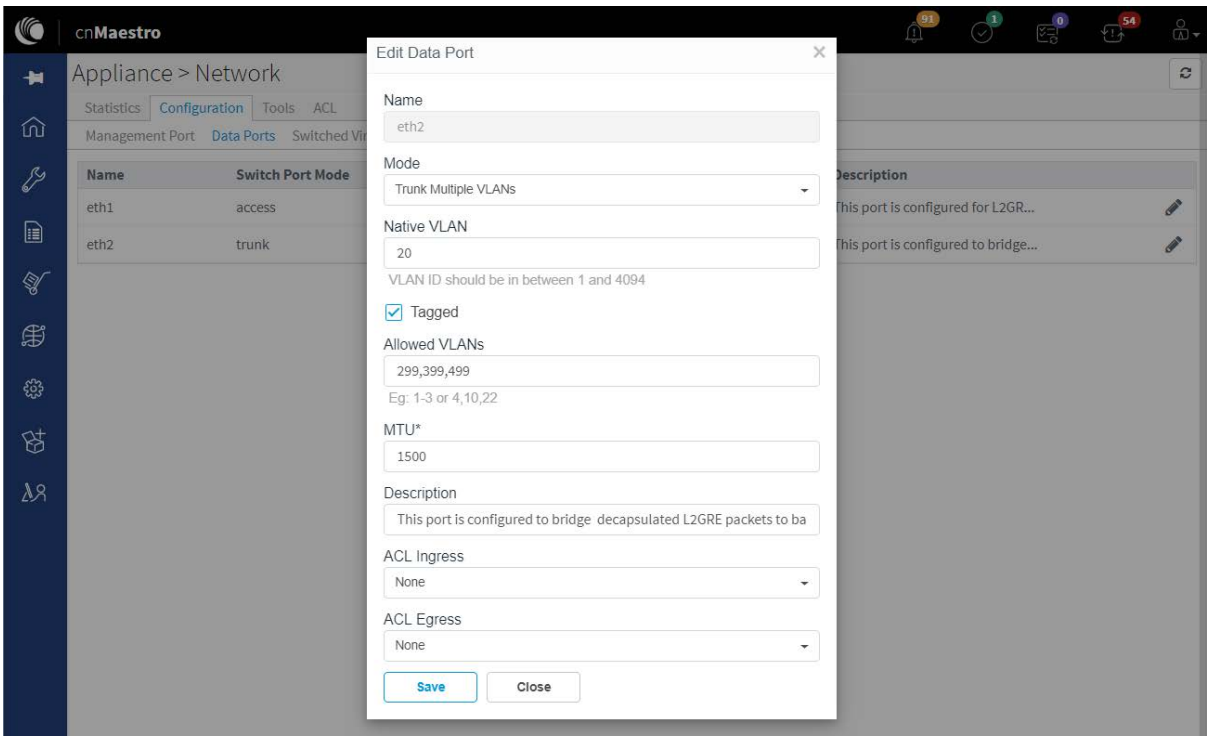 91
1
0
54
cnMaestro
Appliance > Network
Statistics Configuration Tools ACL
Management Port Data Ports Switched Vir
Name Switch Port Mode Description
eth1 access This port is configured for L2GR...
eth2 trunk This port is configured to bridge...
Edit Data Port
Name
eth2
Mode
Trunk Multiple VLANs
Native VLAN
20
VLAN ID should be in between 1 and 4094
Tagged
Allowed VLANs
299,399,499
Eg: 1-3 or 4,10,22
MTU*
1500
Description
This port is configured to bridge decapsulated L2GRE packets to ba
ACL Ingress
None
ACL Egress
None
Save Close